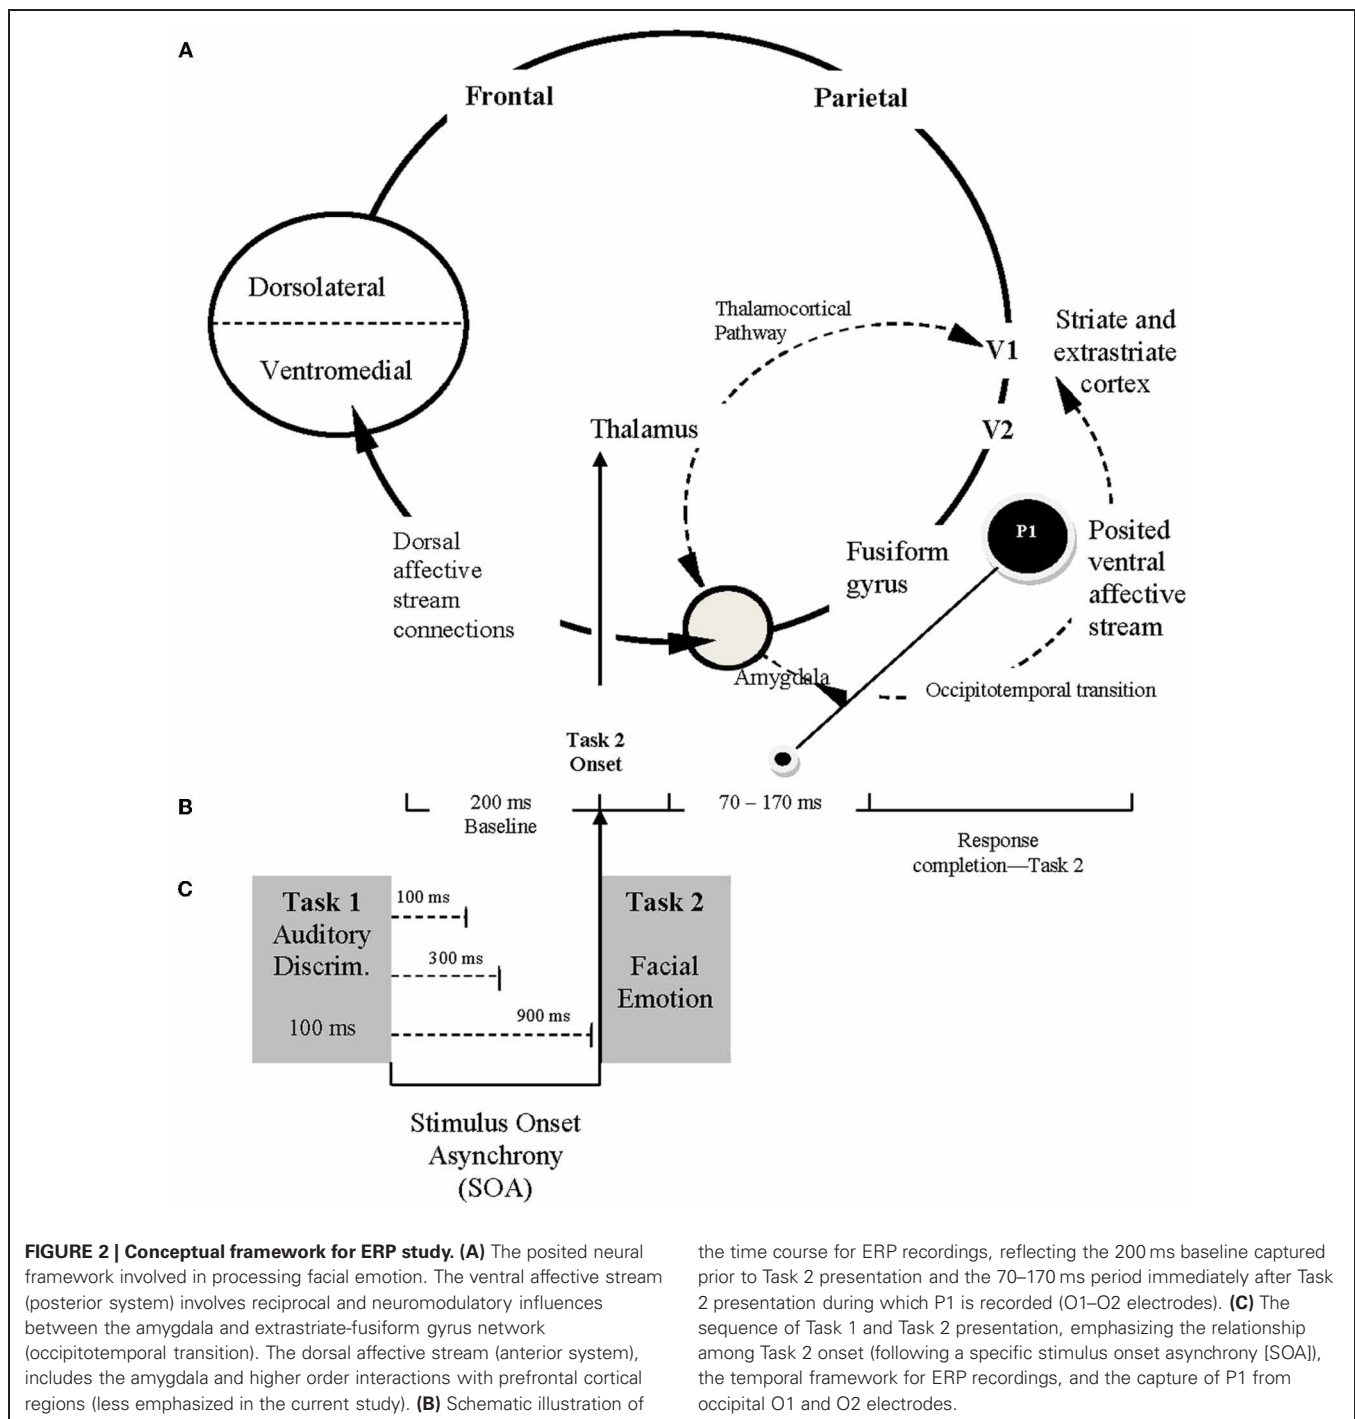 A
Frontal
Parietal
Dorsolateral
Ventromedial
Thalamocortical
Pathway
Striate and
extrastriate
cortex
V1
V2
Thalamus
P1
Posited
ventral
affective
stream
Fusiform
gyrus
Dorsal
affective
stream
connections
Amygdala
Occipitotemporal transition
Task 2
Onset
B
200 ms
Baseline
70 – 170 ms
Response
completion—Task 2
C
Task 1
Auditory
Discrim.
100 ms
100 ms
300 ms
900 ms
Task 2
Facial
Emotion
Stimulus Onset
Asynchrony
(SOA)
FIGURE 2 | Conceptual framework for ERP study. (A) The posited neural
framework involved in processing facial emotion. The ventral affective stream
(posterior system) involves reciprocal and neuromodulatory influences
between the amygdala and extrastriate-fusiform gyrus network
(occipitotemporal transition). The dorsal affective stream (anterior system),
includes the amygdala and higher order interactions with prefrontal cortical
regions (less emphasized in the current study). (B) Schematic illustration of
the time course for ERP recordings, reflecting the 200 ms baseline captured
prior to Task 2 presentation and the 70–170 ms period immediately after Task
2 presentation during which P1 is recorded (O1–O2 electrodes). (C) The
sequence of Task 1 and Task 2 presentation, emphasizing the relationship
among Task 2 onset (following a specific stimulus onset asynchrony [SOA]),
the temporal framework for ERP recordings, and the capture of P1 from
occipital O1 and O2 electrodes.